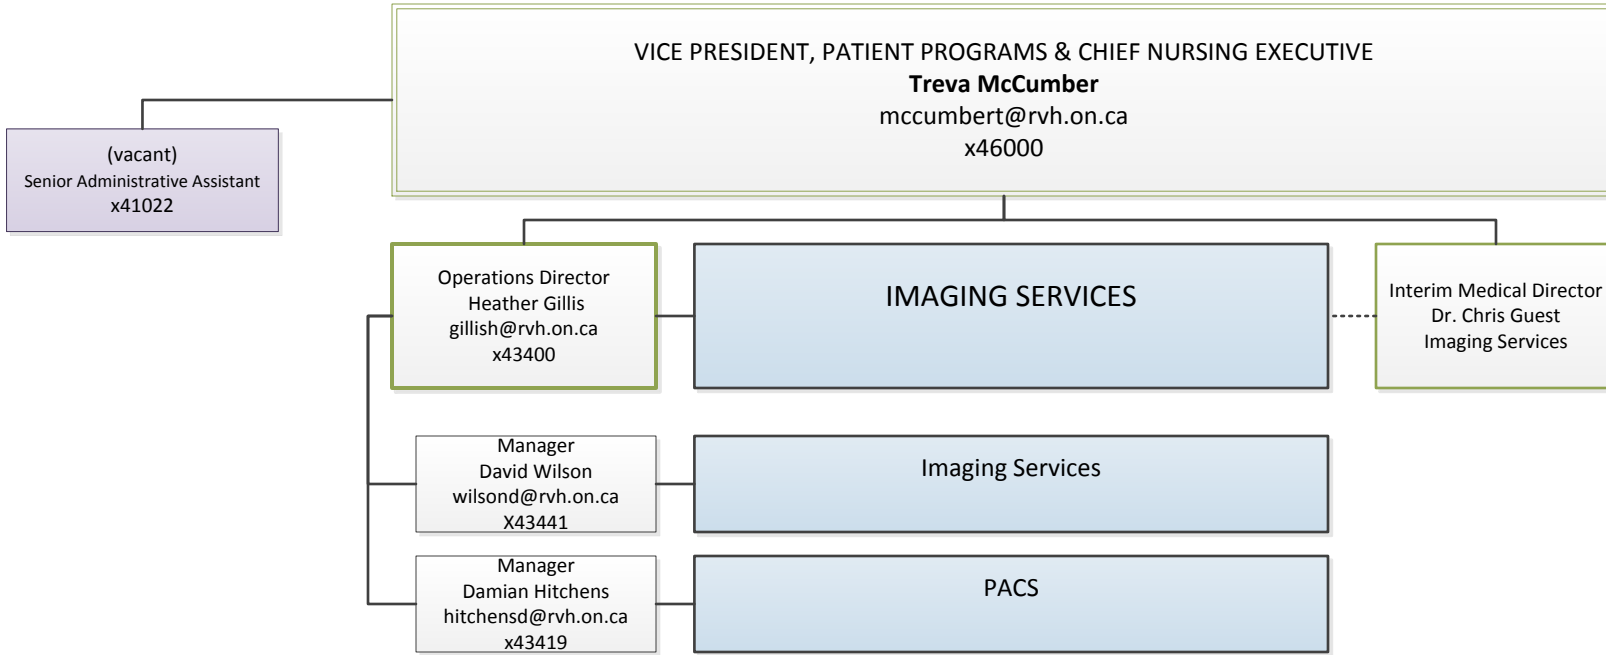 VICE PRESIDENT, PATIENT PROGRAMS & CHIEF NURSING EXECUTIVE
Treva McCumber
mccumbert@rvh.on.ca
x46000
(vacant)
Senior Administrative Assistant
x41022
Operations Director
Heather Gillis
gillish@rvh.on.ca
x43400
IMAGING SERVICES
Interim Medical Director
Dr. Chris Guest
Imaging Services
Manager
David Wilson
wilsond@rvh.on.ca
X43441
Imaging Services
Manager
Damian Hitchens
hitchensd@rvh.on.ca
x43419
PACS